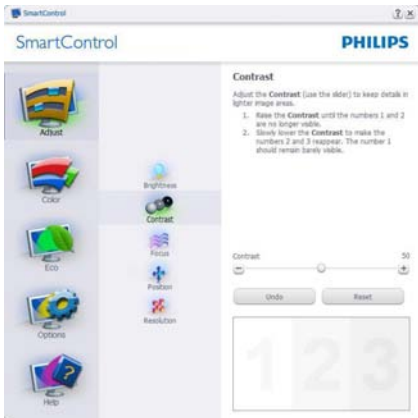 SmartControl
SmartControl
PHILIPS
Adjust
Color
Eco
Options
Help
Brightness
Contrast
Focus
Position
Resolution
Contrast
Adjust the Contrast (use the slider) to keep details in
lighter image areas.
1. Raise the Contrast until the numbers 1 and 2
are no longer visible.
2. Slowly lower the Contrast to make the
numbers 2 and 3 reappear. The number 1
should remain barely visible.
Contrast 50
Undo Reset
1 2 3